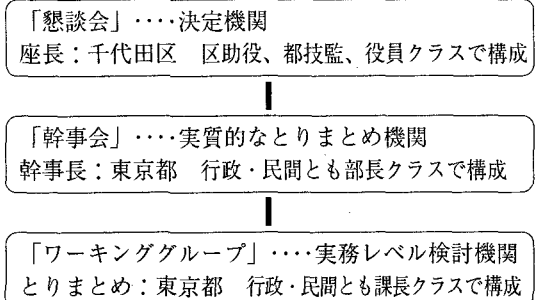 「懇談会」‥‥決定機関
座長：千代田区　区助役、都技監、役員クラスで構成
「幹事会」‥‥実質的なとりまとめ機関
幹事長：東京都　行政・民間とも部長クラスで構成
「ワーキンググループ」‥‥実務レベル検討機関
とりまとめ：東京都　行政・民間とも課長クラスで構成